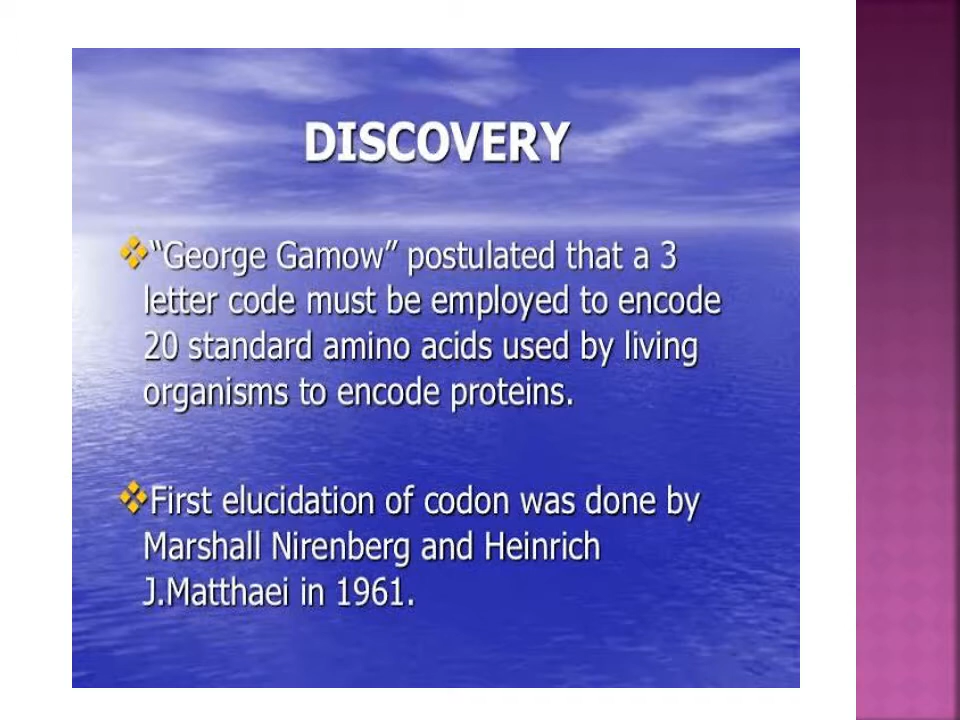 DISCOVERY
❖“George Gamow” postulated that a 3
letter code must be employed to encode
20 standard amino acids used by living
organisms to encode proteins.
❖First elucidation of codon was done by
Marshall Nirenberg and Heinrich
J.Matthaei in 1961.